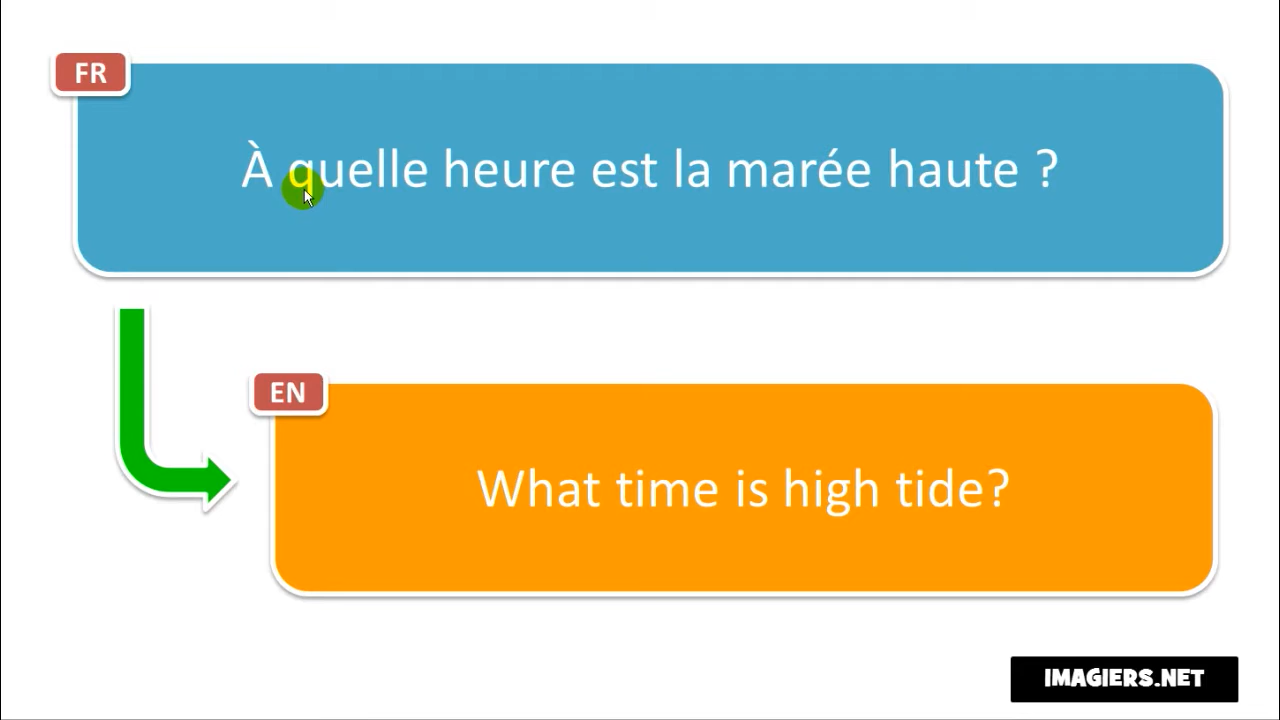 FR
À quelle heure est la marée haute ?
EN
What time is high tide?
IMAGIERS.NET